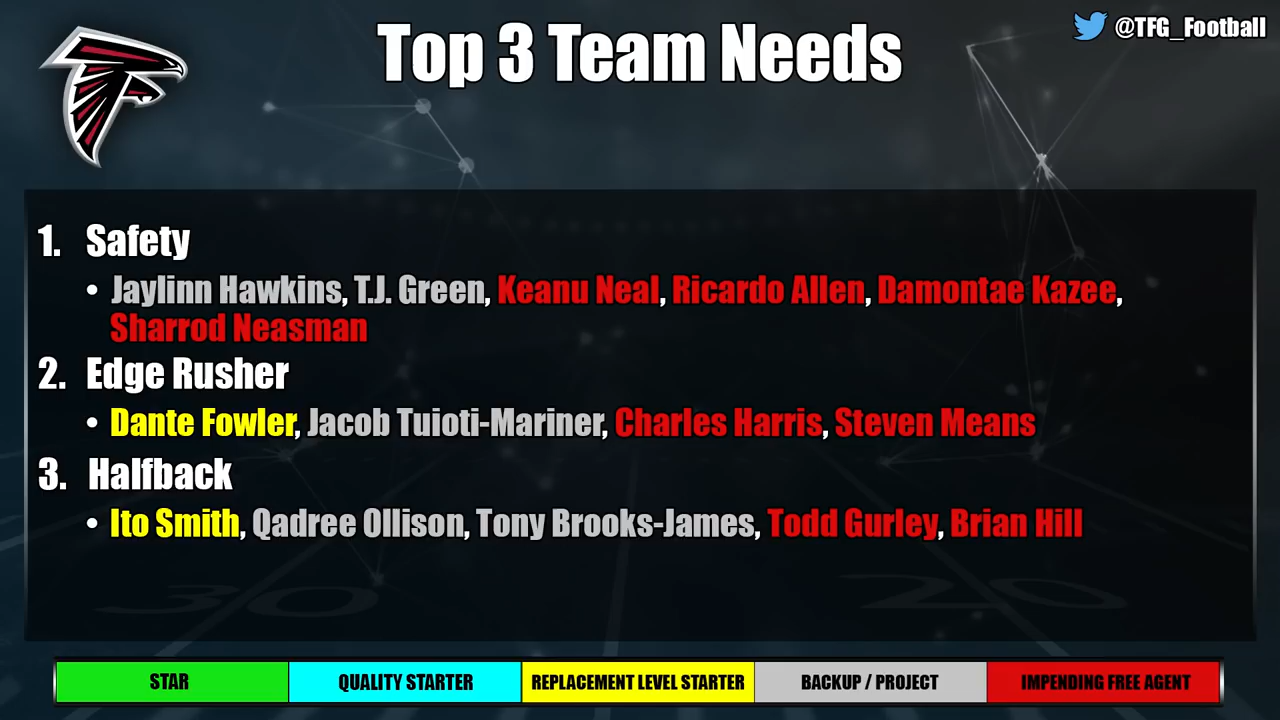 @TFG_Football
Top 3 Team Needs
1. Safety
• Jaylinn Hawkins, T.J. Green, Keanu Neal, Ricardo Allen, Damontae Kazee,
Sharrod Neasman
2. Edge Rusher
• Dante Fowler, Jacob Tuioti-Mariner, Charles Harris, Steven Means
3. Halfback
• Ito Smith, Qadree Ollison, Tony Brooks-James, Todd Gurley, Brian Hill
30 20
STAR QUALITY STARTER REPLACEMENT LEVEL STARTER BACKUP / PROJECT IMPENDING FREE AGENT